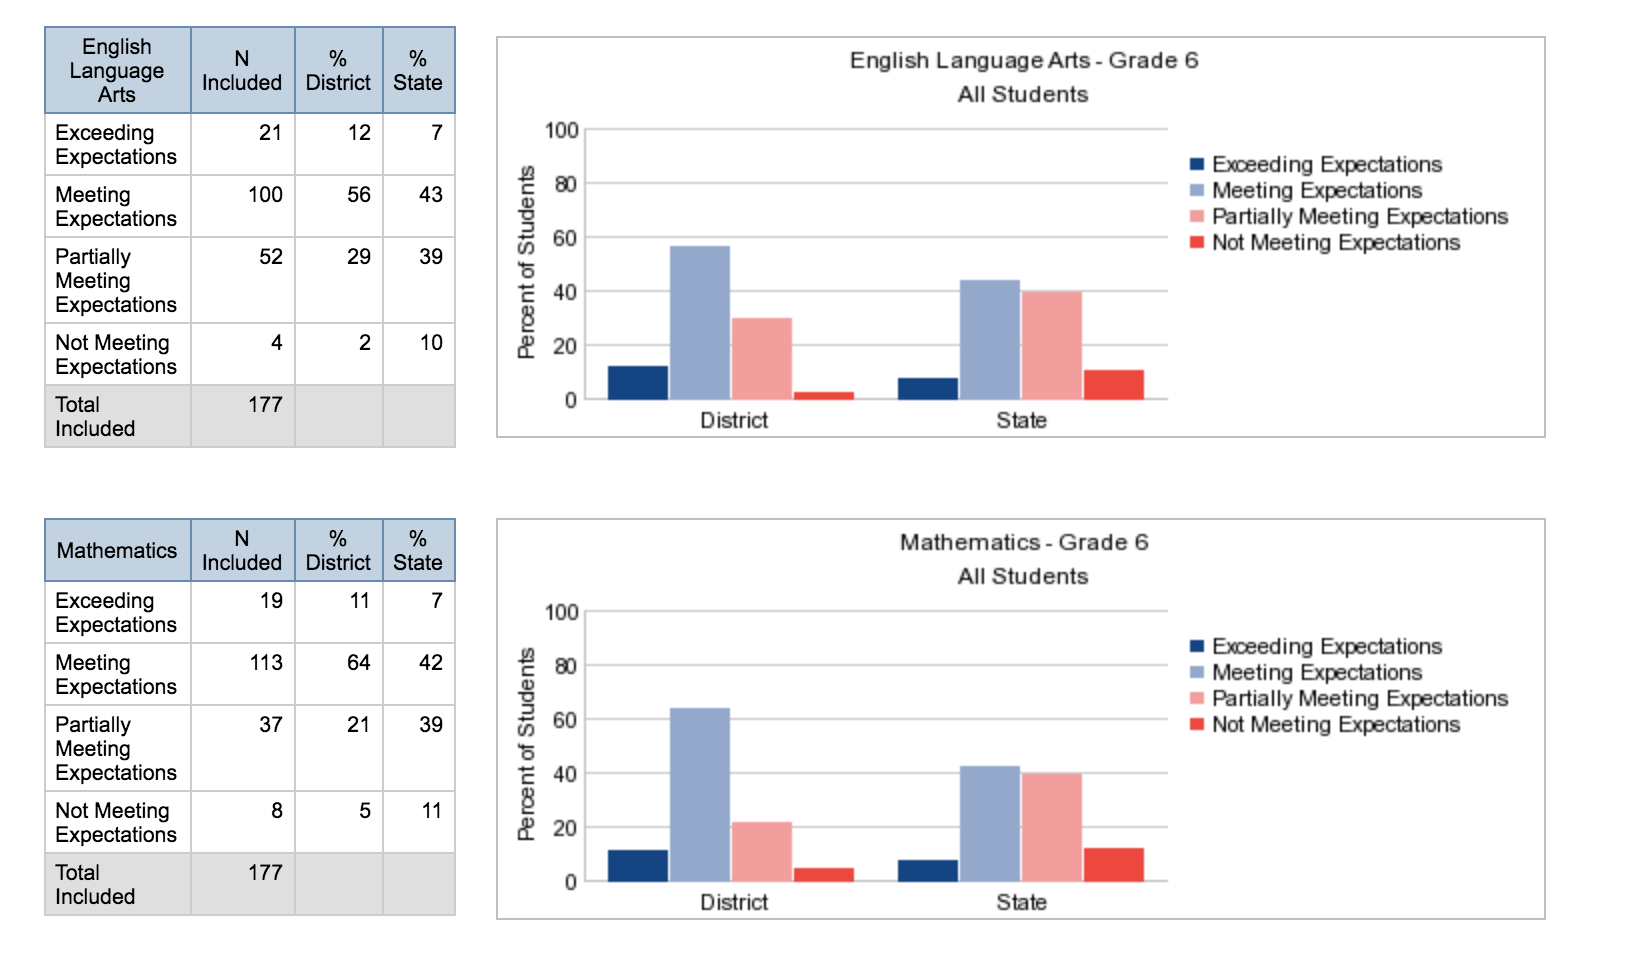 English
Language
Arts
N
Included
%
District
%
State
Exceeding
Expectations
21
12
7
Meeting
Expectations
100
56
43
Partially
Meeting
Expectations
52
29
39
Not Meeting
Expectations
4
2
10
Total
Included
177
English Language Arts - Grade 6
All Students
Percent of Students
100
80
60
40
20
0
District
State
Exceeding Expectations
Meeting Expectations
Partially Meeting Expectations
Not Meeting Expectations
Mathematics
N
Included
%
District
%
State
Exceeding
Expectations
19
11
7
Meeting
Expectations
113
64
42
Partially
Meeting
Expectations
37
21
39
Not Meeting
Expectations
8
5
11
Total
Included
177
Mathematics - Grade 6
All Students
Percent of Students
100
80
60
40
20
0
District
State
Exceeding Expectations
Meeting Expectations
Partially Meeting Expectations
Not Meeting Expectations